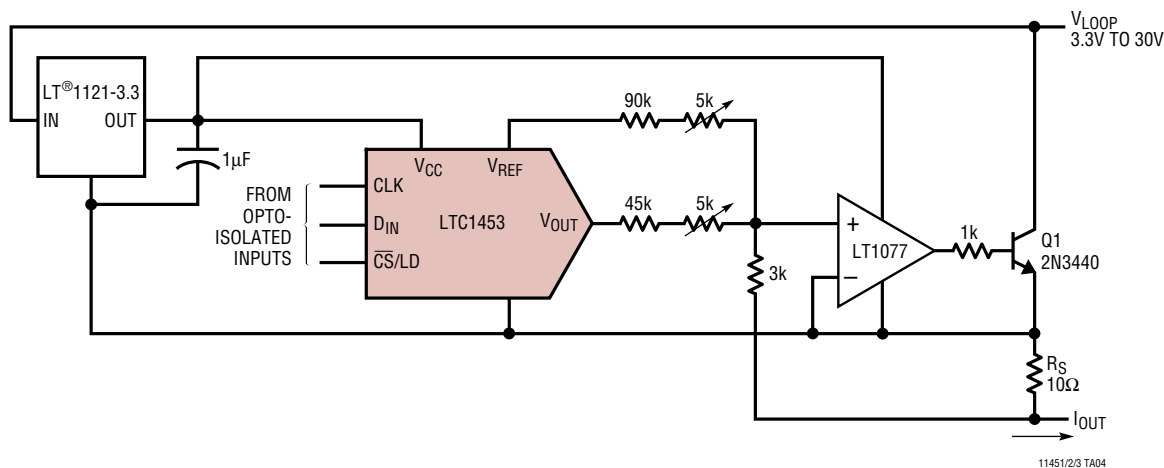 VLOOP
3.3V TO 30V
LT®1121-3.3
IN
OUT
1µF
90k
5k
VCC
VREF
FROM
OPTO-
ISOLATED
INPUTS
CLK
DIN
CS/LD
LTC1453
VOUT
45k
5k
3k
+
–
LT1077
1k
Q1
2N3440
RS
10Ω
IOUT
11451/2/3 TA04